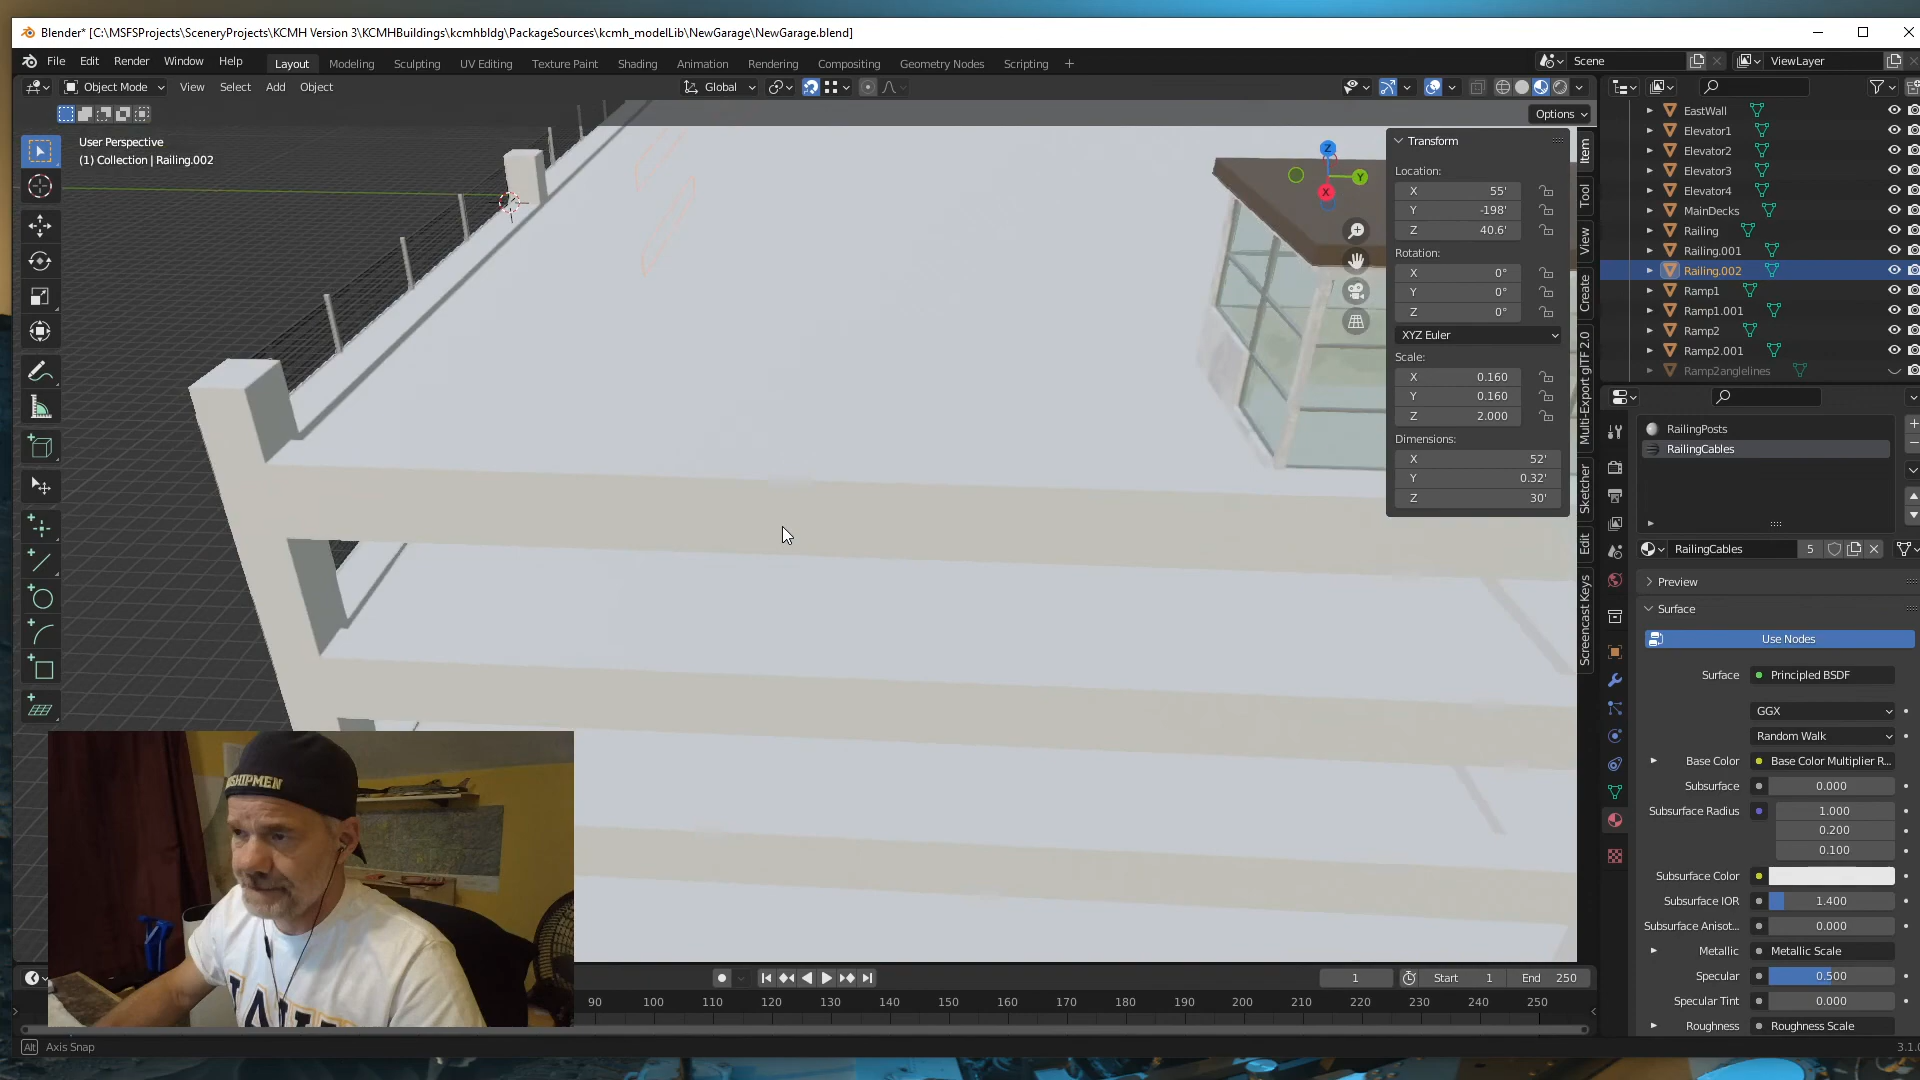 Blender* [C:\MSFSProjects\SceneryProjects\KCMH Version 3\KCMHBuildings\kcmhbldg\PackageSources\kcmh_modelLib\NewGarage\NewGarage.blend]
File Edit Render Window Help Layout Modeling Sculpting UV Editing Texture Paint Shading Animation Rendering Compositing Geometry Nodes Scripting + Scene ViewLayer
Object Mode View Select Add Object Global
Options
User Perspective
(1) Collection | Railing.002
Transform
Location:
X 55'
Y -198'
Z 40.6'
Rotation:
X 0°
Y 0°
Z 0°
XYZ Euler
Scale:
X 0.160
Y 0.160
Z 2.000
Dimensions:
X 52'
Y 0.32'
Z 30'
Z
Y
X
Item
Tool
View
Create
Multi-Export glTF 2.0
Sketcher
Edit
Screencast Keys
EastWall
Elevator1
Elevator2
Elevator3
Elevator4
MainDecks
Railing
Railing.001
Railing.002
Ramp1
Ramp1.001
Ramp2
Ramp2.001
Ramp2anglelines
RailingPosts
RailingCables
RailingCables 5
Preview
Surface
Use Nodes
Surface Principled BSDF
GGX
Random Walk
Base Color Base Color Multiplier R...
Subsurface 0.000
Subsurface Radius 1.000
0.200
0.100
Subsurface Color
Subsurface IOR 1.400
Subsurface Anisot... 0.000
Metallic Metallic Scale
Specular 0.500
Specular Tint 0.000
Roughness Roughness Scale
1 Start 1 End 250
90 100 110 120 130 140 150 160 170 180 190 200 210 220 230 240 250
Alt Axis Snap
3.1.0